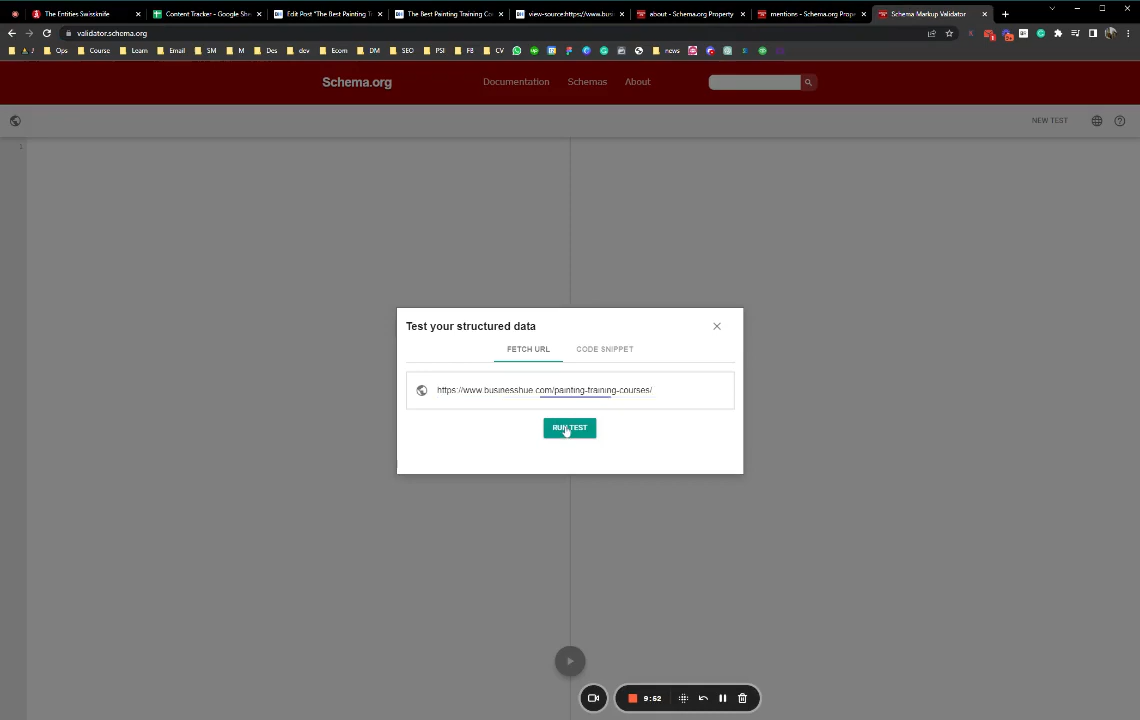 The Entities Swissknife
Content Tracker - Google She
Edit Post "The Best Painting T
The Best Painting Training Co
view-source:https://www.busi
about - Schema.org Property
mentions - Schema.org Prope
Schema Markup Validator
validator.schema.org
Ops
Course
Learn
Email
SM
M
Des
dev
Ecom
DM
SEO
PSI
FB
CV
news
Schema.org
Documentation
Schemas
About
NEW TEST
1
Test your structured data
FETCH URL
CODE SNIPPET
https://www.businesshue.com/painting-training-courses/
RUN TEST
9:52